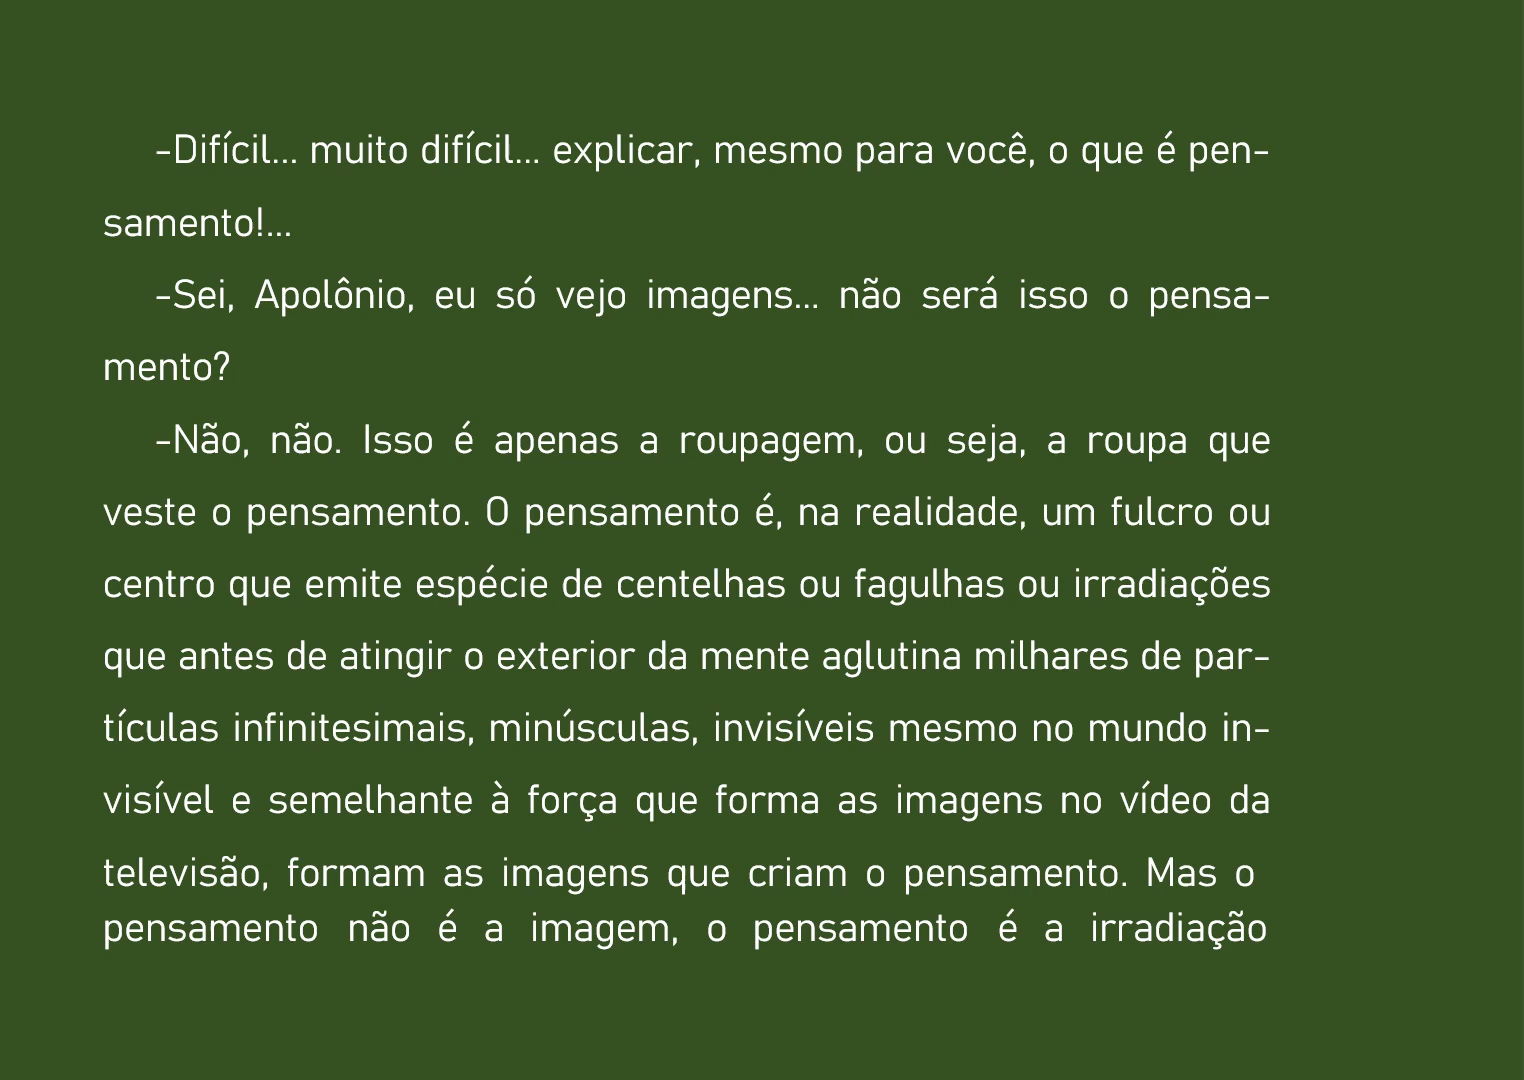 -Difícil... muito difícil... explicar, mesmo para você, o que é pen-
samento!...
-Sei, Apolônio, eu só vejo imagens... não será isso o pensa-
mento?
-Não, não. Isso é apenas a roupagem, ou seja, a roupa que
veste o pensamento. O pensamento é, na realidade, um fulcro ou
centro que emite espécie de centelhas ou fagulhas ou irradiações
que antes de atingir o exterior da mente aglutina milhares de par-
tículas infinitesimais, minúsculas, invisíveis mesmo no mundo in-
visível e semelhante à força que forma as imagens no vídeo da
televisão, formam as imagens que criam o pensamento. Mas o
pensamento não é a imagem, o pensamento é a irradiação